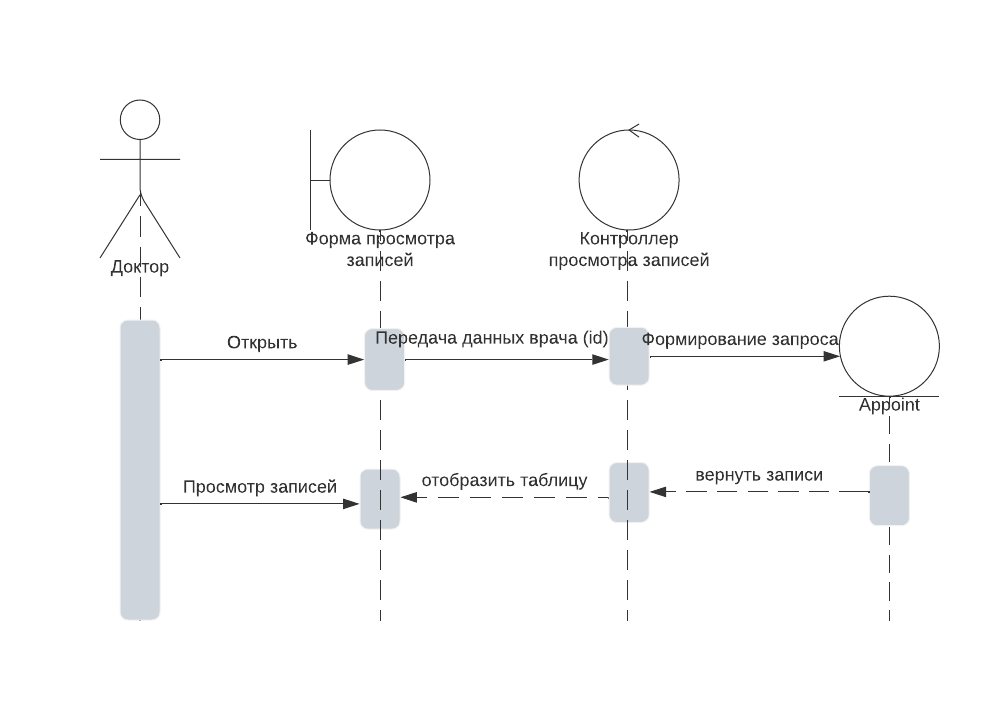 Доктор
Форма просмотра
записей
Контроллер
просмотра записей
Appoint
Открыть
Передача данных врача (id)
Формирование запроса
Просмотр записей
отобразить таблицу
вернуть записи